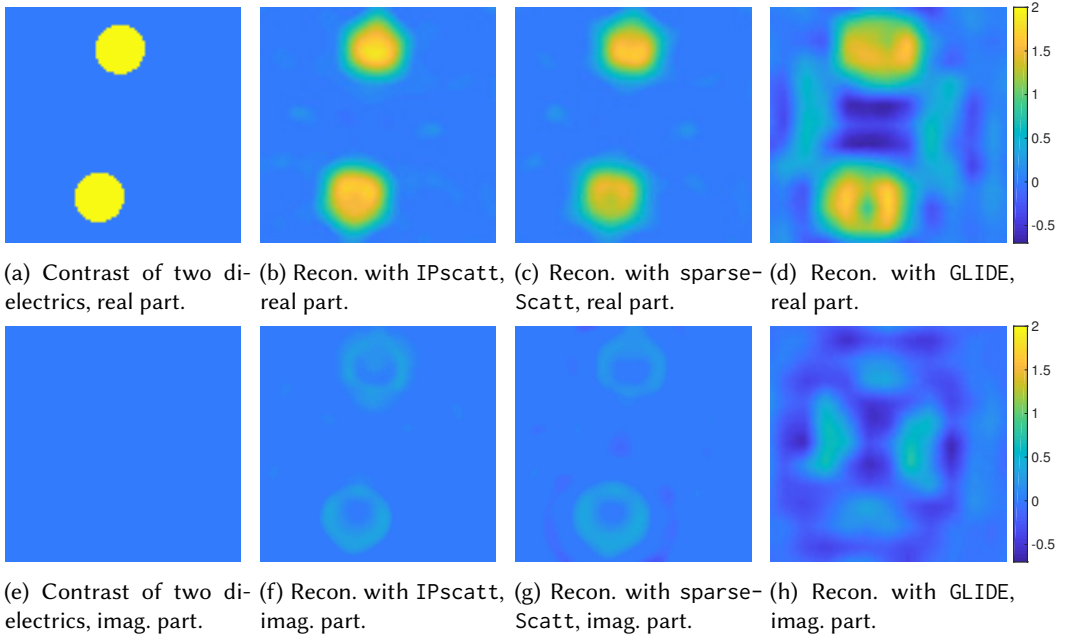 2
1.5
1
0.5
0
-0.5
(a) Contrast of two di-
electrics, real part.
(b) Recon. with IPscatt,
real part.
(c) Recon. with sparse-
Scatt, real part.
(d) Recon. with GLIDE,
real part.
2
1.5
1
0.5
0
-0.5
(e) Contrast of two di-
electrics, imag. part.
(f) Recon. with IPscatt,
imag. part.
(g) Recon. with sparse-
Scatt, imag. part.
(h) Recon. with GLIDE,
imag. part.